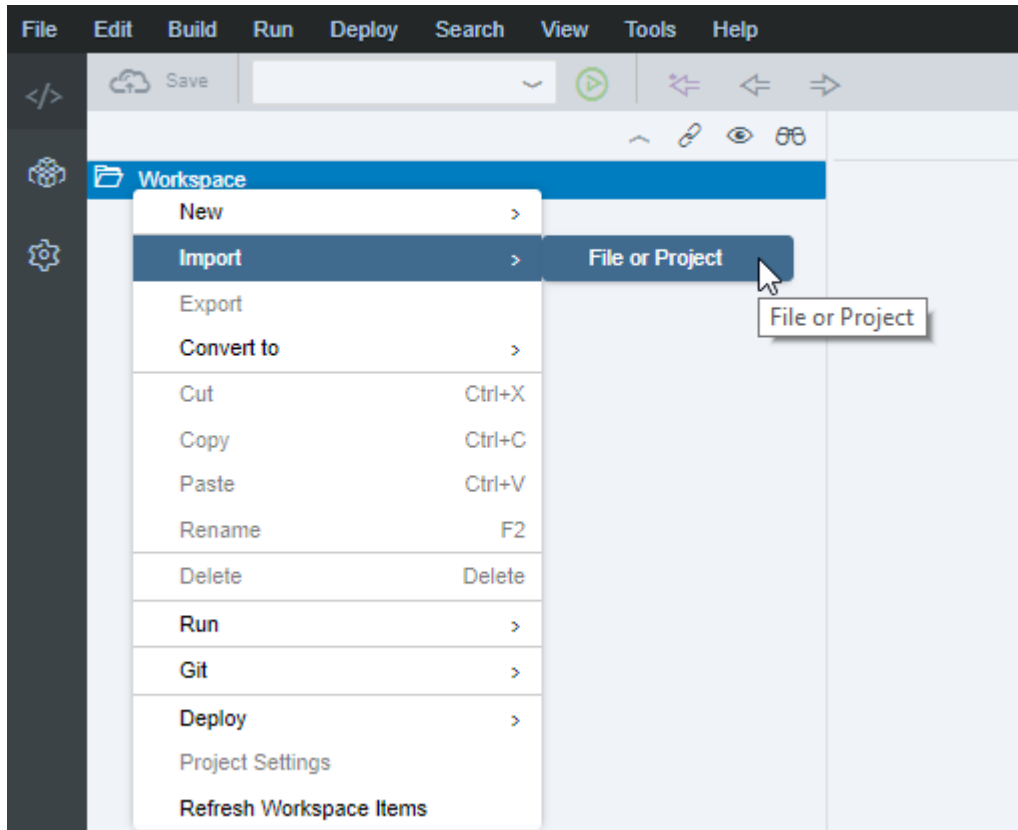 File Edit Build Run Deploy Search View Tools Help
</> Save
Workspace
New >
Import > File or Project
File or Project
Export
Convert to >
Cut Ctrl+X
Copy Ctrl+C
Paste Ctrl+V
Rename F2
Delete Delete
Run >
Git >
Deploy >
Project Settings
Refresh Workspace Items